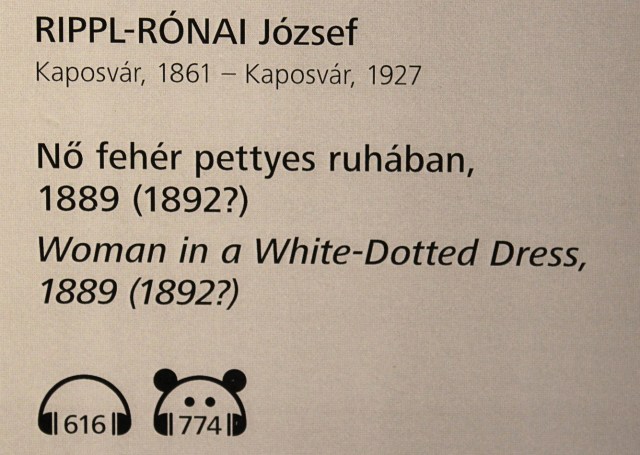 RIPPL-RÓNAI József
Kaposvár, 1861 – Kaposvár, 1927
Nő fehér pettyes ruhában,
1889 (1892?)
Woman in a White-Dotted Dress,
1889 (1892?)
616 774